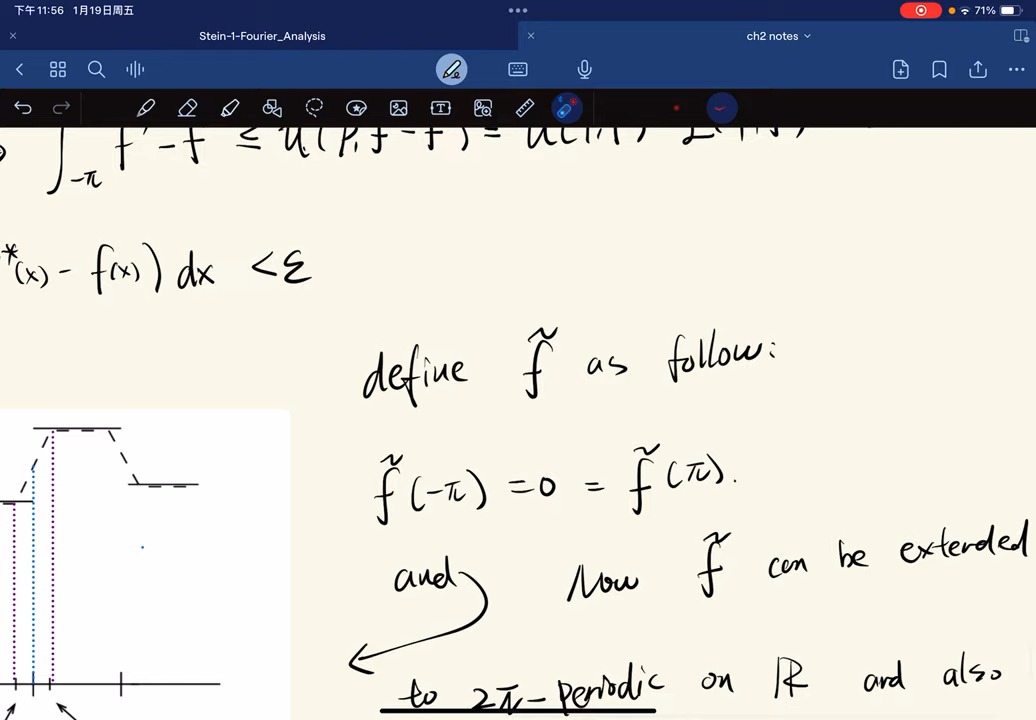 下午11:56 1月19日周五
71%
Stein-1-Fourier_Analysis
ch2 notes
∫_{-π} f* - f ≤ U(P, f* - f) =
*(x) - f(x)) dx < ε
define f̃ as follow:
f̃(-π) = 0 = f̃(π).
and
Now f̃ can be extended
to 2π-periodic on ℝ and also